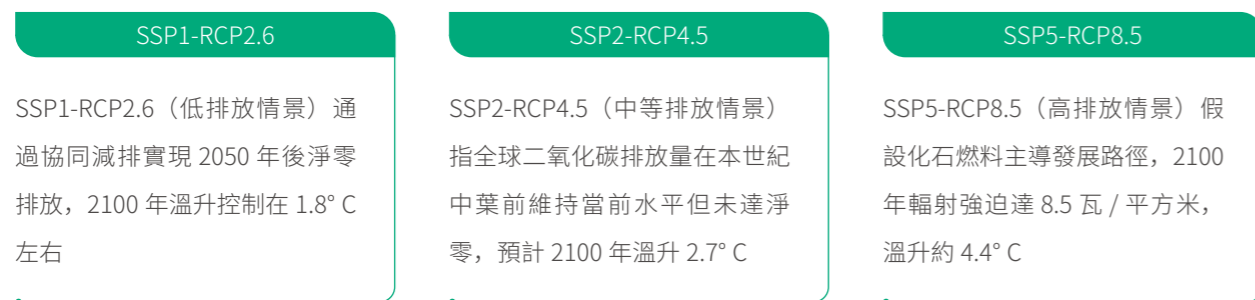 SSP1-RCP2.6
SSP1-RCP2.6（低排放情景）通
過協同減排實現 2050 年後淨零
排放，2100 年溫升控制在 1.8° C
左右
SSP2-RCP4.5
SSP2-RCP4.5（中等排放情景）
指全球二氧化碳排放量在本世紀
中葉前維持當前水平但未達淨
零，預計 2100 年溫升 2.7° C
SSP5-RCP8.5
SSP5-RCP8.5（高排放情景）假
設化石燃料主導發展路徑，2100
年輻射強迫達 8.5 瓦 / 平方米，
溫升約 4.4° C